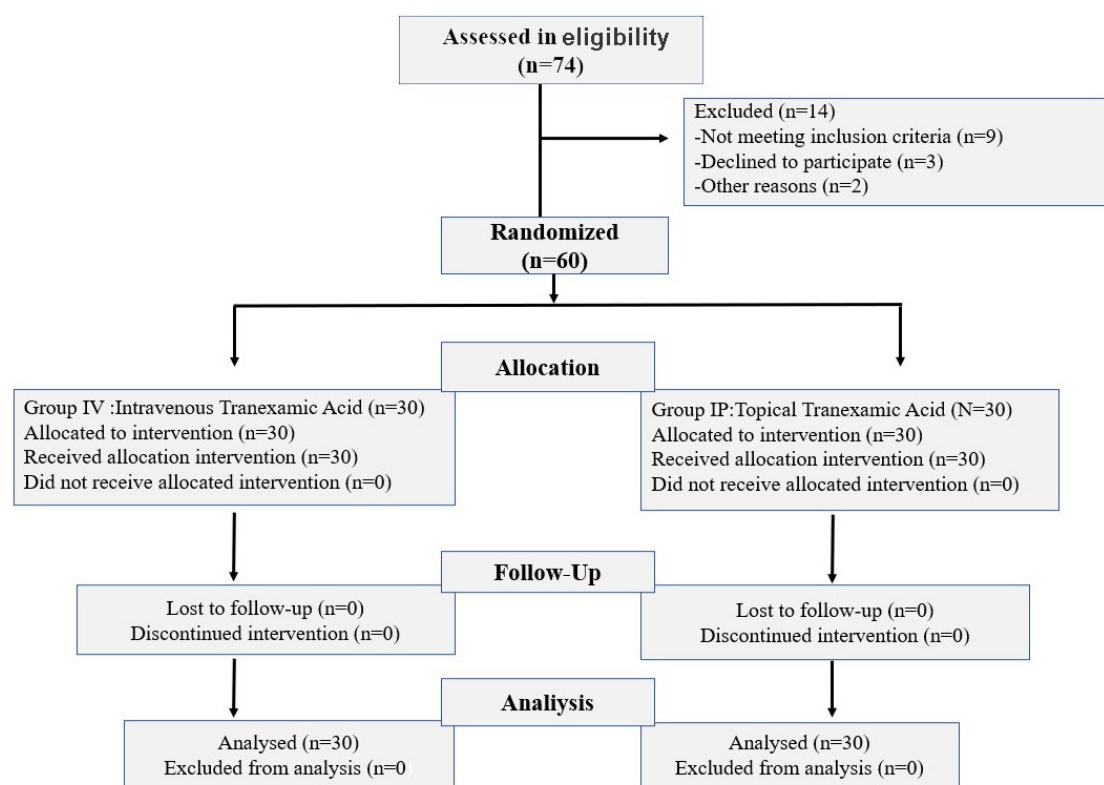 Assessed in eligibility
(n=74)
Excluded (n=14)
-Not meeting inclusion criteria (n=9)
-Declined to participate (n=3)
-Other reasons (n=2)
Randomized
(n=60)
Allocation
Group IV :Intravenous Tranexamic Acid (n=30)
Allocated to intervention (n=30)
Received allocation intervention (n=30)
Did not receive allocated intervention (n=0)
Group IP:Topical Tranexamic Acid (N=30)
Allocated to intervention (n=30)
Received allocation intervention (n=30)
Did not receive allocated intervention (n=0)
Follow-Up
Lost to follow-up (n=0)
Discontinued intervention (n=0)
Lost to follow-up (n=0)
Discontinued intervention (n=0)
Analiysis
Analysed (n=30)
Excluded from analysis (n=0
Analysed (n=30)
Excluded from analysis (n=0)